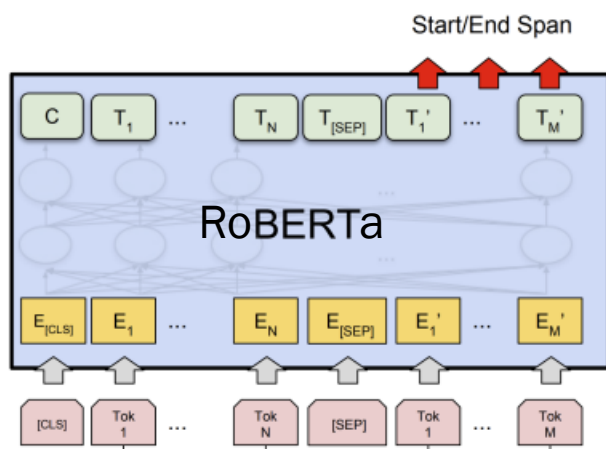 Start/End Span
C T1 ... TN T[SEP] T1' ... TM'
...
RoBERTa
...
E[CLS] E1 ... EN E[SEP] E1' ... EM'
[CLS] Tok 1 ... Tok N [SEP] Tok 1 ... Tok M